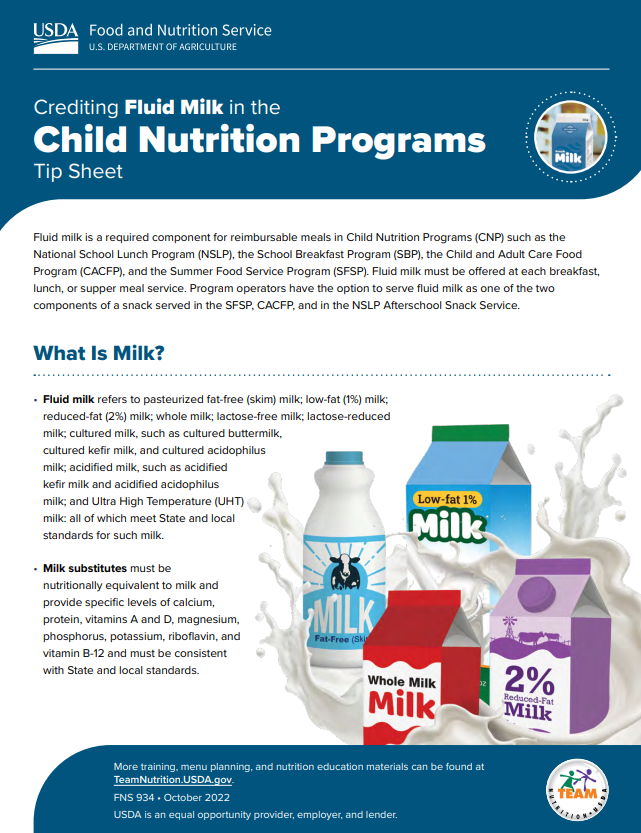 USDA Food and Nutrition Service
U.S. DEPARTMENT OF AGRICULTURE
Crediting Fluid Milk in the
Child Nutrition Programs
Tip Sheet
Milk
Fluid milk is a required component for reimbursable meals in Child Nutrition Programs (CNP) such as the
National School Lunch Program (NSLP), the School Breakfast Program (SBP), the Child and Adult Care Food
Program (CACFP), and the Summer Food Service Program (SFSP). Fluid milk must be offered at each breakfast,
lunch, or supper meal service. Program operators have the option to serve fluid milk as one of the two
components of a snack served in the SFSP, CACFP, and in the NSLP Afterschool Snack Service.
What Is Milk?
• Fluid milk refers to pasteurized fat-free (skim) milk; low-fat (1%) milk;
reduced-fat (2%) milk; whole milk; lactose-free milk; lactose-reduced
milk; cultured milk, such as cultured buttermilk,
cultured kefir milk, and cultured acidophilus
milk; acidified milk, such as acidified
kefir milk and acidified acidophilus
milk; and Ultra High Temperature (UHT)
milk: all of which meet State and local
standards for such milk.
• Milk substitutes must be
nutritionally equivalent to milk and
provide specific levels of calcium,
protein, vitamins A and D, magnesium,
phosphorus, potassium, riboflavin, and
vitamin B-12 and must be consistent
with State and local standards.
Low-fat 1%
Milk
MILK
Fat-Free (Ski
Whole Milk
Milk
OZ
2%
Reduced-Fat
Milk
More training, menu planning, and nutrition education materials can be found at
TeamNutrition.USDA.gov.
FNS 934 • October 2022
USDA is an equal opportunity provider, employer, and lender.
TEAM
NUTRITION • USDA